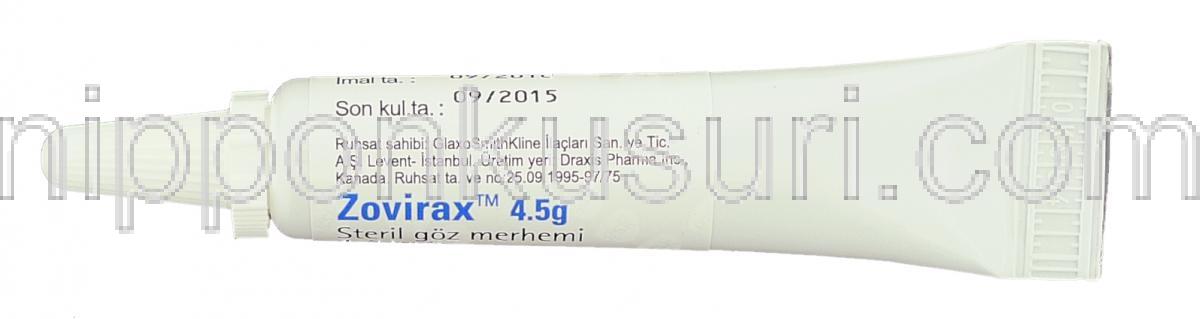 İmal ta. :
Son kul.ta. : 09/2015
Ruhsat sahibi: GlaxoSmithKline İlaçları San. ve Tic.
A.Ş. Levent- İstanbul. Üretim yeri: Draxis Pharma Inc.
Kanada. Ruhsat ta. ve no: 25.09.1995-97/75
Zovirax™ 4.5g
Steril göz merhemi
nipponkusuri.com